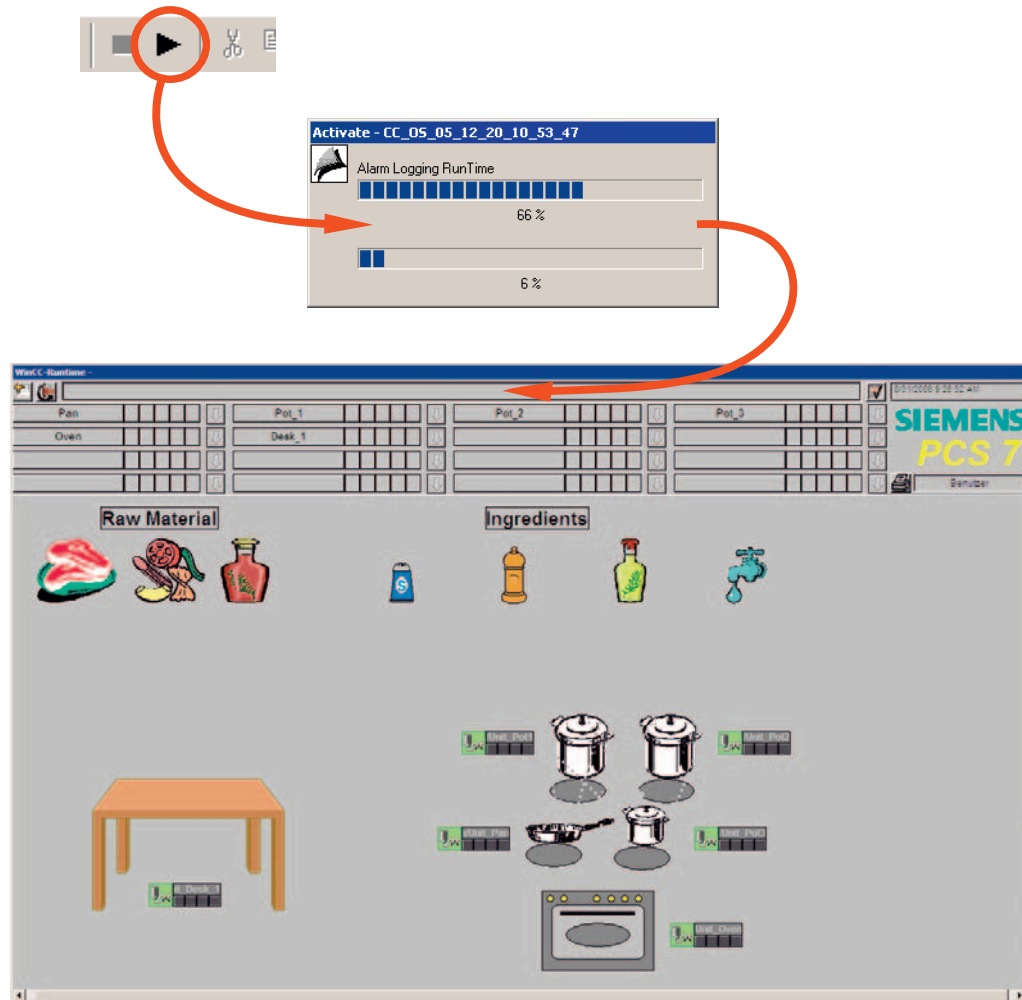 Activate - CC_OS_05_12_20_10_53_47
Alarm Logging RunTime
66 %
6 %
WinCC-Runtime -
Pan Pot_1 Pot_2 Pot_3
Oven Desk_1
SIEMENS
PCS 7
Benutzer
Raw Material Ingredients
S
Unit_Pot1 Unit_Pot2
Unit_Pan
t_Desk_1
Unit_Oven